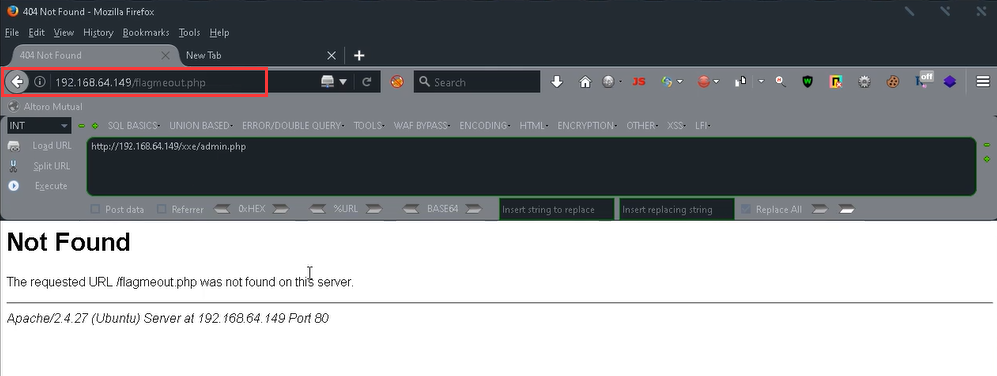 404 Not Found - Mozilla Firefox
File Edit View History Bookmarks Tools Help
404 Not Found New Tab
192.168.64.149/flagmeout.php Search JS off
Altoro Mutual
INT SQL BASICS UNION BASED ERROR/DOUBLE QUERY TOOLS WAF BYPASS ENCODING HTML ENCRYPTION OTHER XSS LFI
Load URL http://192.168.64.149/xxe/admin.php
Split URL
Execute
Post data Referrer 0xHEX %URL BASE64 Insert string to replace Insert replacing string Replace All
Not Found
The requested URL /flagmeout.php was not found on this server.
Apache/2.4.27 (Ubuntu) Server at 192.168.64.149 Port 80